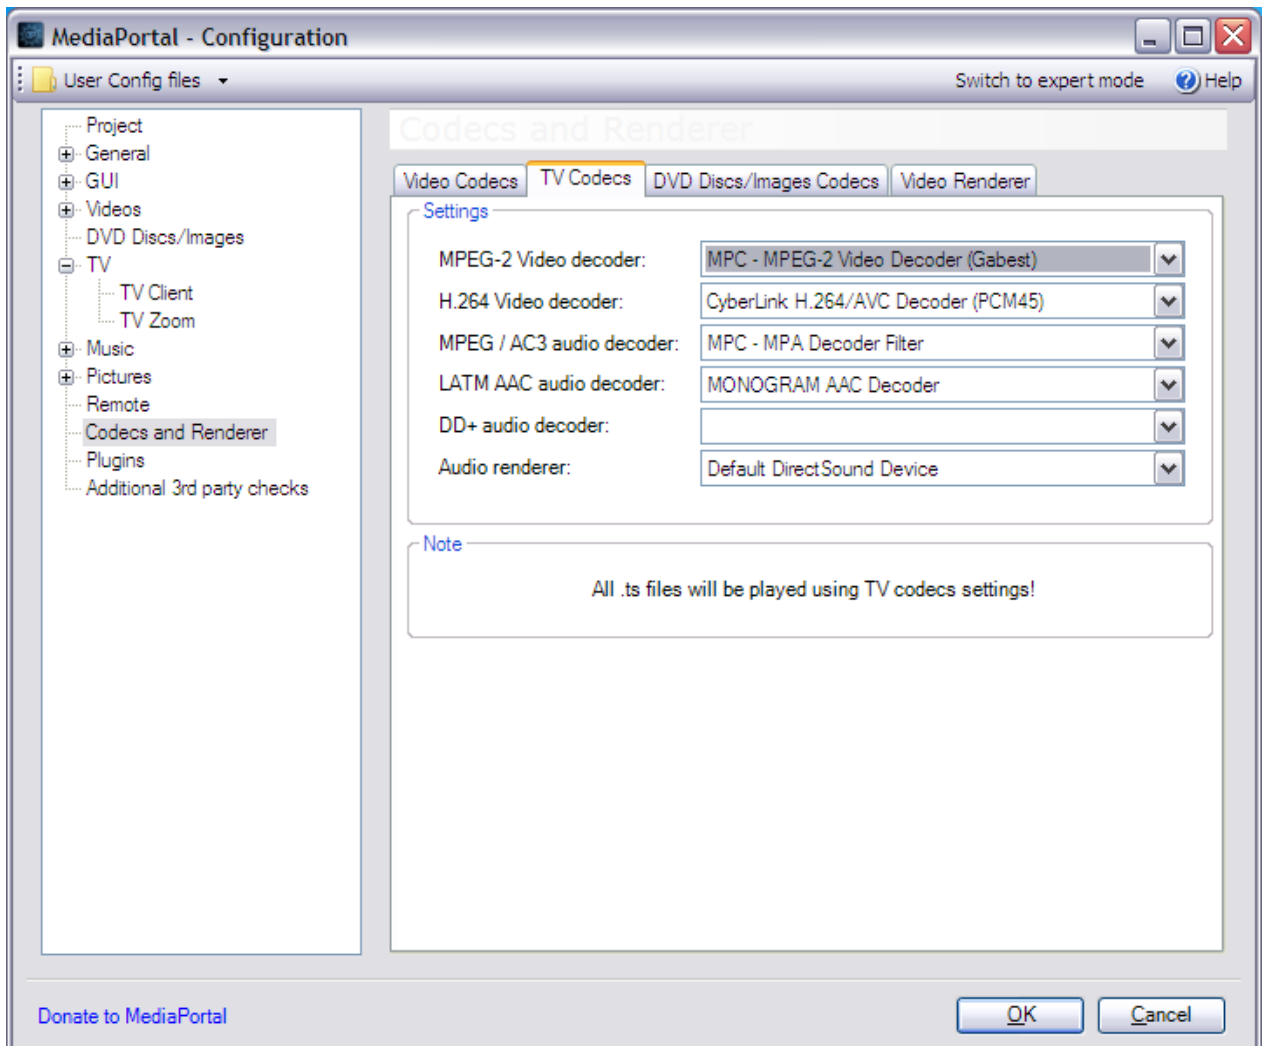 MediaPortal - Configuration
User Config files
Switch to expert mode
Help
Project
General
GUI
Videos
DVD Discs/Images
TV
TV Client
TV Zoom
Music
Pictures
Remote
Codecs and Renderer
Plugins
Additional 3rd party checks
Codecs and Renderer
Video Codecs
TV Codecs
DVD Discs/Images Codecs
Video Renderer
Settings
MPEG-2 Video decoder: MPC - MPEG-2 Video Decoder (Gabest)
H.264 Video decoder: CyberLink H.264/AVC Decoder (PCM45)
MPEG / AC3 audio decoder: MPC - MPA Decoder Filter
LATM AAC audio decoder: MONOGRAM AAC Decoder
DD+ audio decoder:
Audio renderer: Default DirectSound Device
Note
All .ts files will be played using TV codecs settings!
Donate to MediaPortal
OK
Cancel